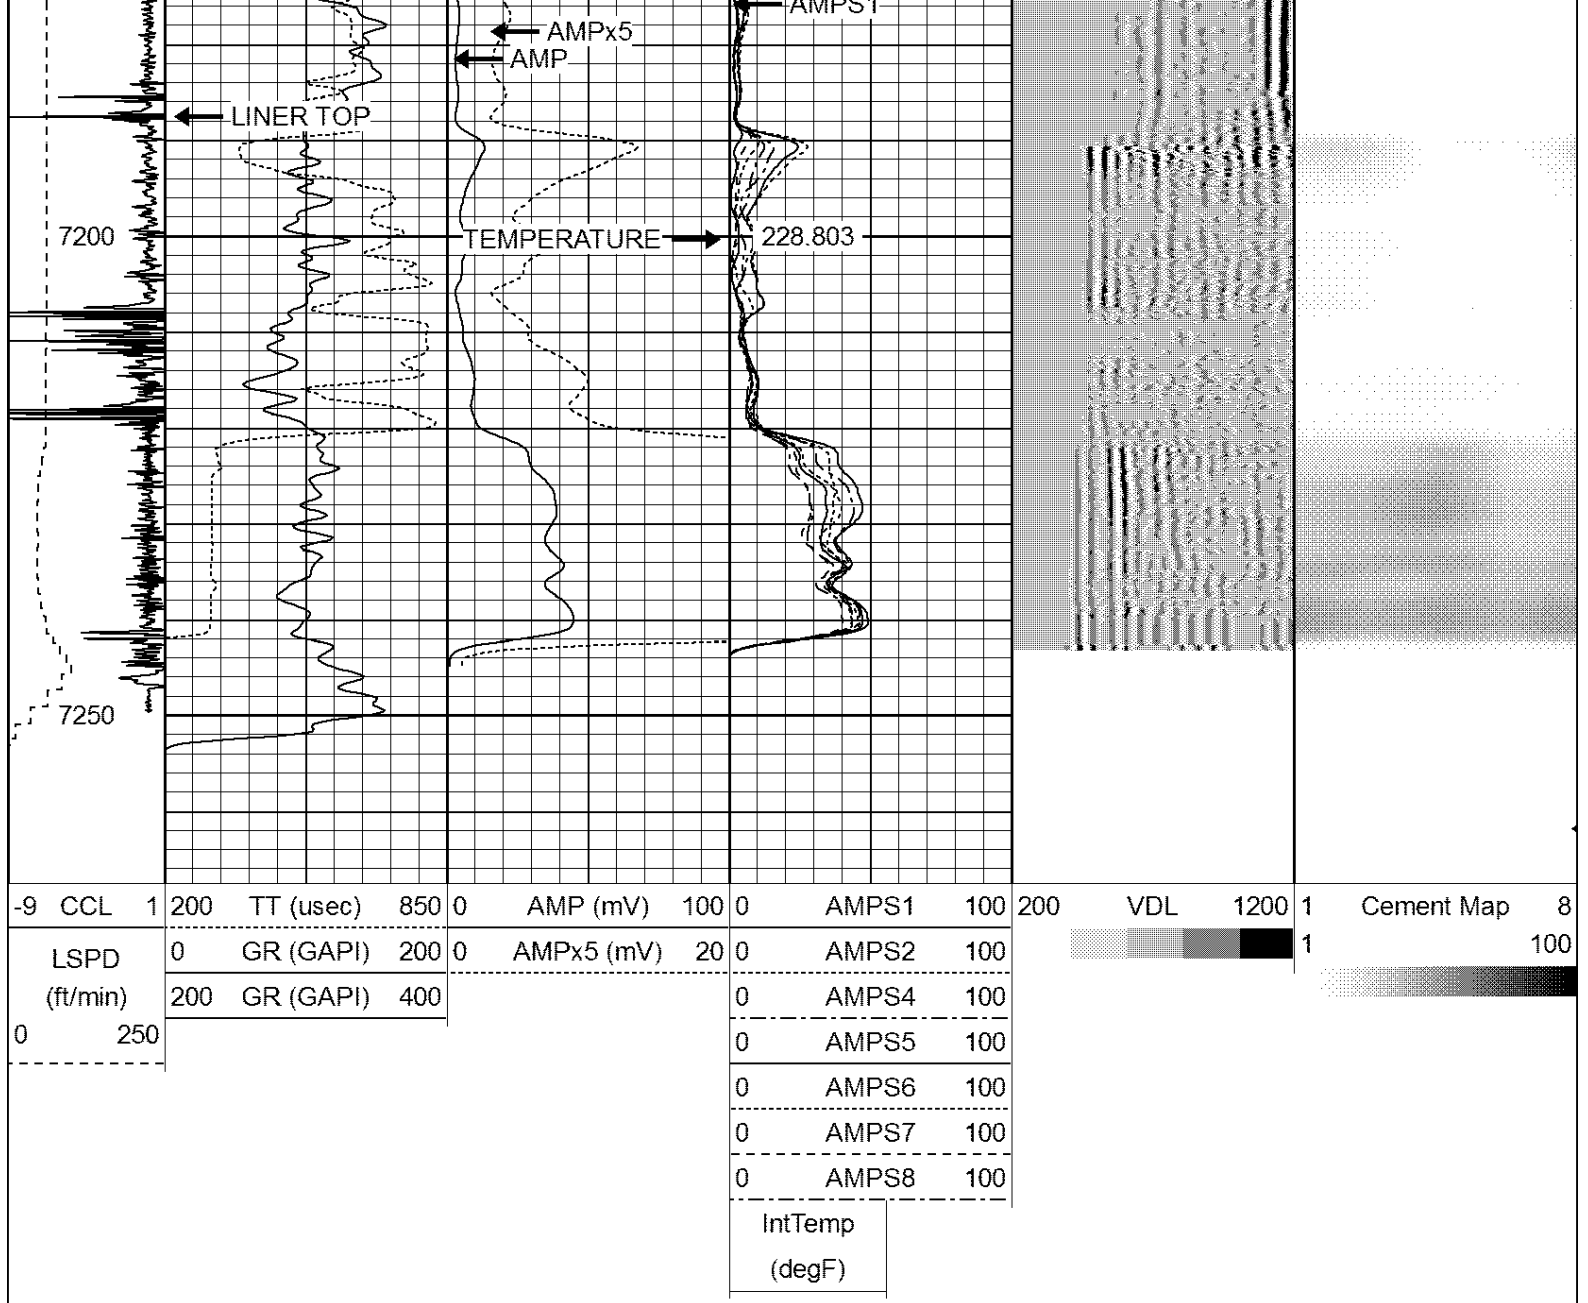 AMPS1
AMPx5
AMP
LINER TOP
7200
TEMPERATURE
228.803
7250
-9 CCL 1
LSPD
(ft/min)
0 250
200 TT (usec) 850
0 GR (GAPI) 200
200 GR (GAPI) 400
0 AMP (mV) 100
0 AMPx5 (mV) 20
0 AMPS1 100
0 AMPS2 100
0 AMPS4 100
0 AMPS5 100
0 AMPS6 100
0 AMPS7 100
0 AMPS8 100
IntTemp
(degF)
200 VDL 1200
1 Cement Map 8
1 100